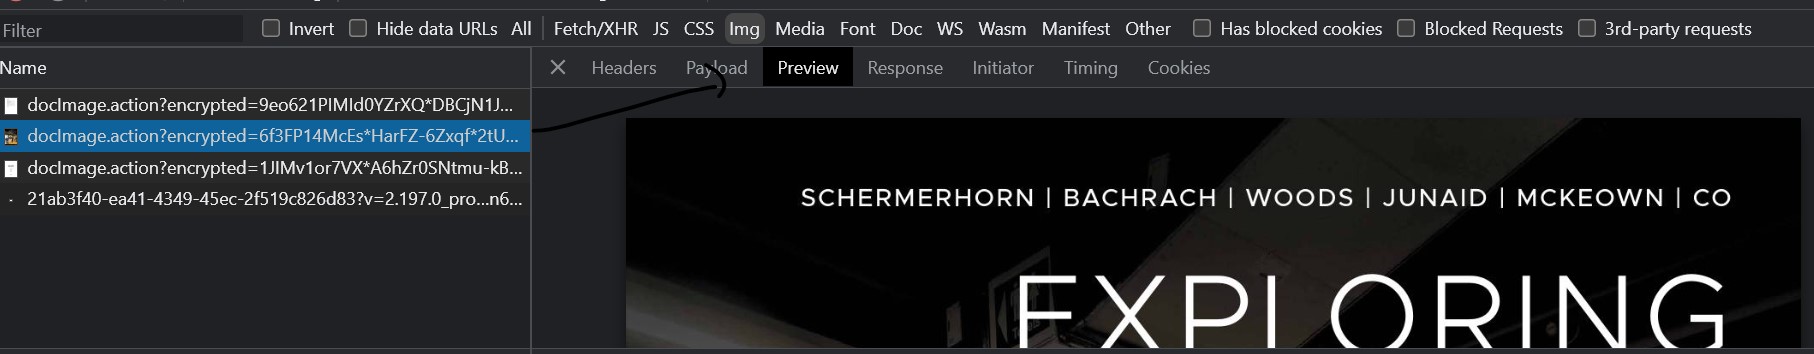 Filter Invert Hide data URLs All Fetch/XHR JS CSS Img Media Font Doc WS Wasm Manifest Other Has blocked cookies Blocked Requests 3rd-party requests
Name
Headers Payload Preview Response Initiator Timing Cookies
docImage.action?encrypted=9eo621PIMId0YZrXQ*DBCjN1J...
docImage.action?encrypted=6f3FP14McEs*HarFZ-6Zxqf*2tU...
docImage.action?encrypted=1JIMv1or7VX*A6hZr0SNtmu-kB...
21ab3f40-ea41-4349-45ec-2f519c826d83?v=2.197.0_pro...n6...
SCHERMERHORN | BACHRACH | WOODS | JUNAID | MCKEOWN | CO
EXPLORING